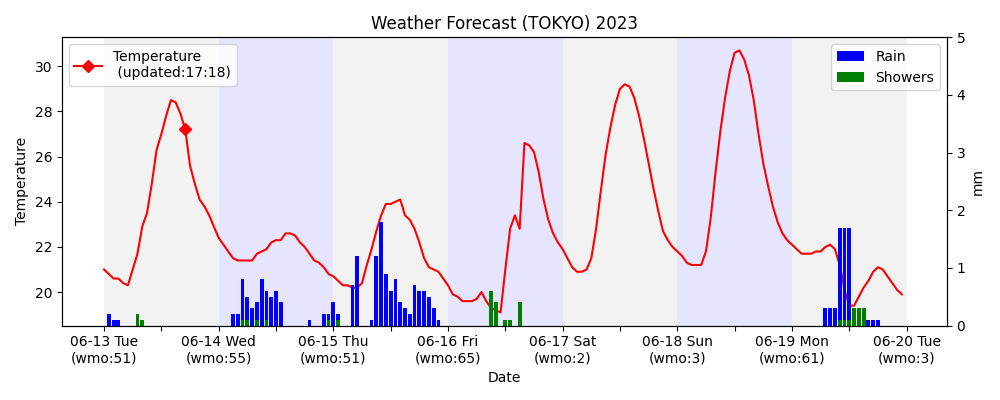 Weather Forecast (TOKYO) 2023
Temperature
(updated:17:18)
Rain
Showers
Temperature
30
28
26
24
22
20
5
4
3
2
1
0
mm
06-13 Tue
(wmo:51)
06-14 Wed
(wmo:55)
06-15 Thu
(wmo:51)
06-16 Fri
(wmo:65)
06-17 Sat
(wmo:2)
06-18 Sun
(wmo:3)
06-19 Mon
(wmo:61)
06-20 Tue
(wmo:3)
Date